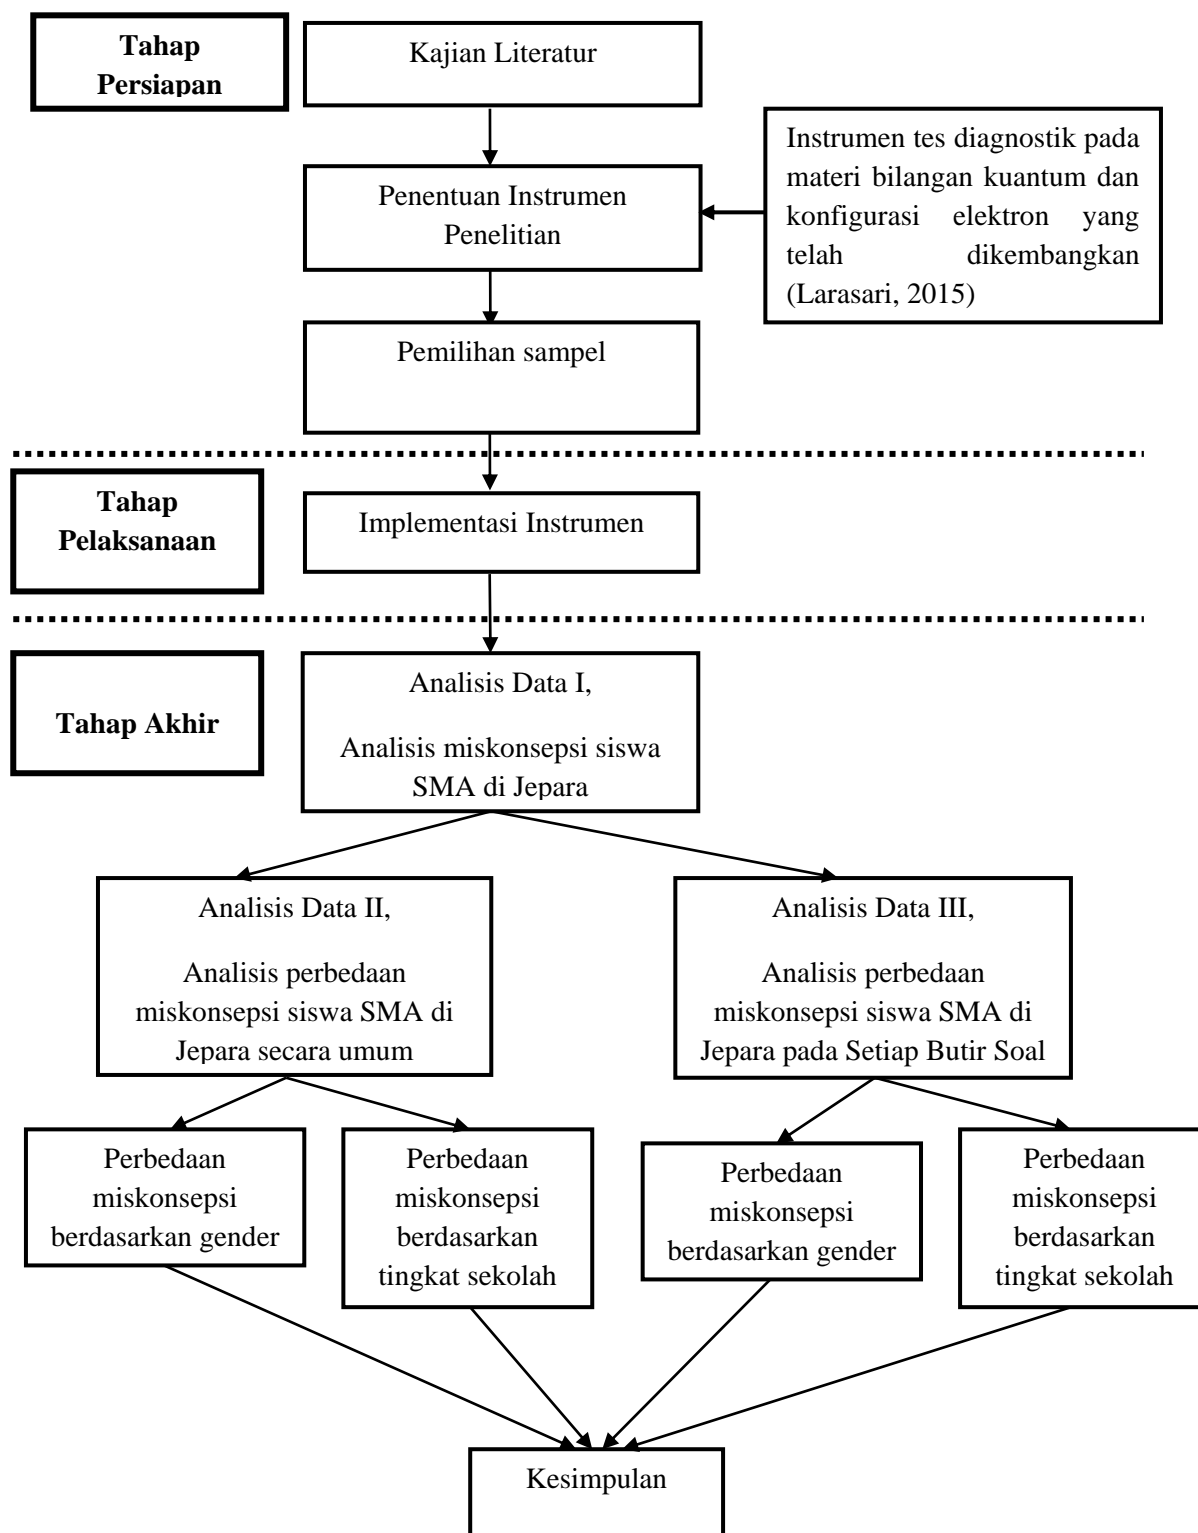 Tahap
Persiapan
Kajian Literatur
Penentuan Instrumen
Penelitian
Instrumen tes diagnostik pada
materi bilangan kuantum dan
konfigurasi elektron yang
telah dikembangkan
(Larasari, 2015)
Pemilihan sampel
Tahap
Pelaksanaan
Implementasi Instrumen
Tahap Akhir
Analisis Data I,
Analisis miskonsepsi siswa
SMA di Jepara
Analisis Data II,
Analisis perbedaan
miskonsepsi siswa SMA di
Jepara secara umum
Analisis Data III,
Analisis perbedaan
miskonsepsi siswa SMA di
Jepara pada Setiap Butir Soal
Perbedaan
miskonsepsi
berdasarkan gender
Perbedaan
miskonsepsi
berdasarkan
tingkat sekolah
Perbedaan
miskonsepsi
berdasarkan gender
Perbedaan
miskonsepsi
berdasarkan
tingkat sekolah
Kesimpulan